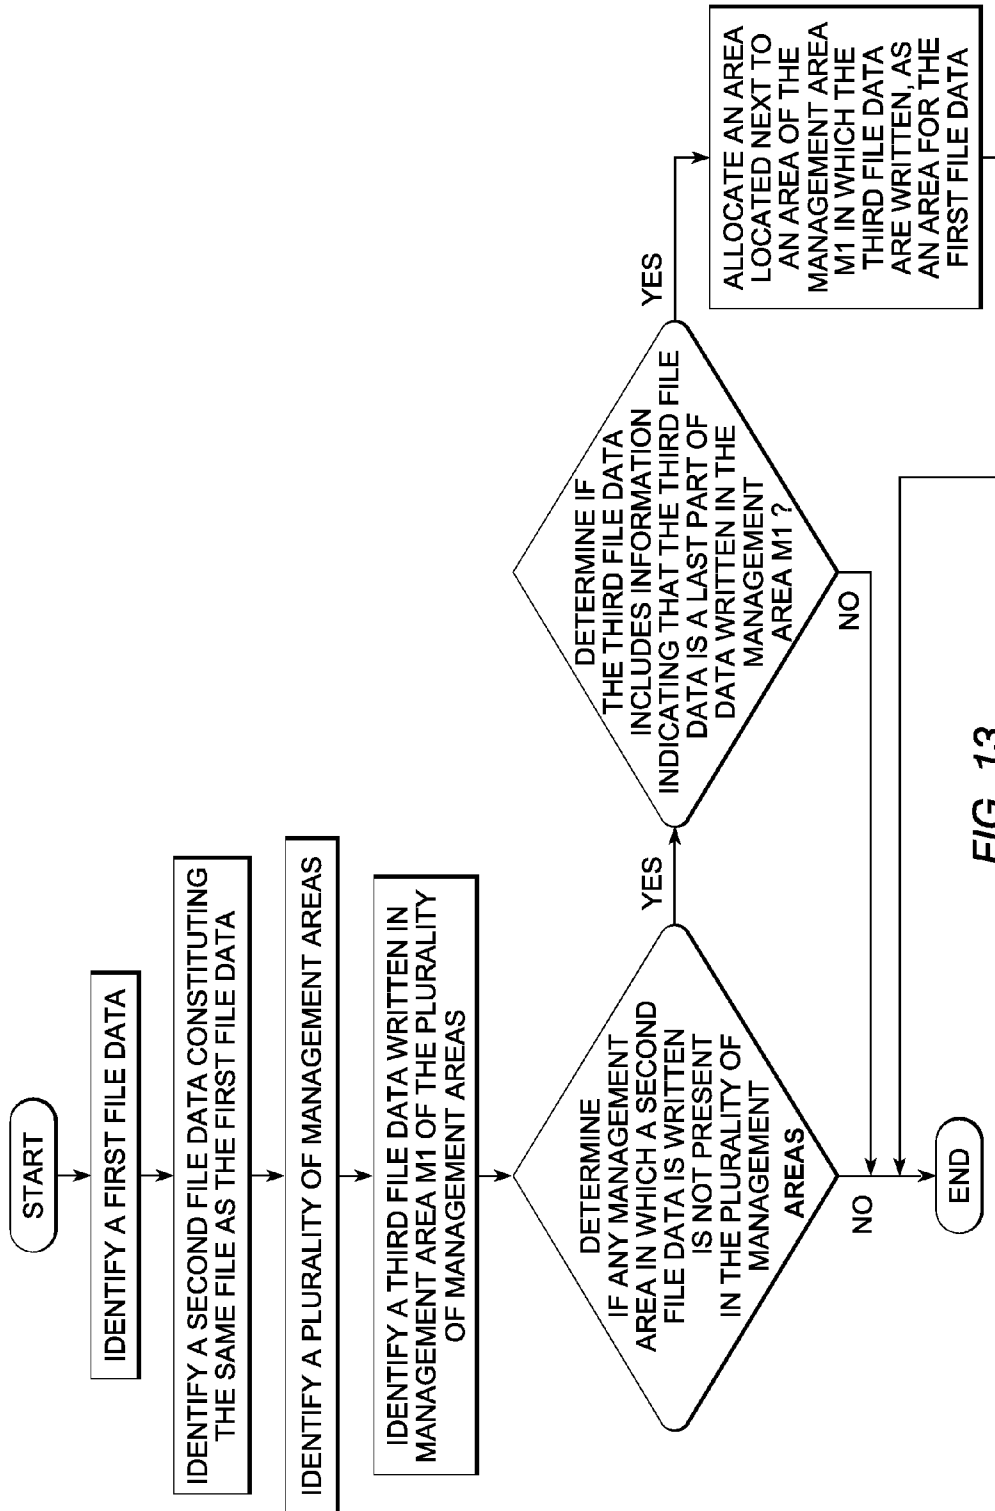 START
IDENTIFY A FIRST FILE DATA
IDENTIFY A SECOND FILE DATA CONSTITUTING
THE SAME FILE AS THE FIRST FILE DATA
IDENTIFY A PLURALITY OF MANAGEMENT AREAS
IDENTIFY A THIRD FILE DATA WRITTEN IN
MANAGEMENT AREA M1 OF THE PLURALITY
OF MANAGEMENT AREAS
DETERMINE
IF ANY MANAGEMENT
AREA IN WHICH A SECOND
FILE DATA IS WRITTEN
IS NOT PRESENT
IN THE PLURALITY OF
MANAGEMENT
AREAS
YES
NO
DETERMINE IF
THE THIRD FILE DATA
INCLUDES INFORMATION
INDICATING THAT THE THIRD FILE
DATA IS A LAST PART OF
DATA WRITTEN IN THE
MANAGEMENT
AREA M1 ?
YES
NO
ALLOCATE AN AREA
LOCATED NEXT TO
AN AREA OF THE
MANAGEMENT AREA
M1 IN WHICH THE
THIRD FILE DATA
ARE WRITTEN, AS
AN AREA FOR THE
FIRST FILE DATA
END
FIG. 13